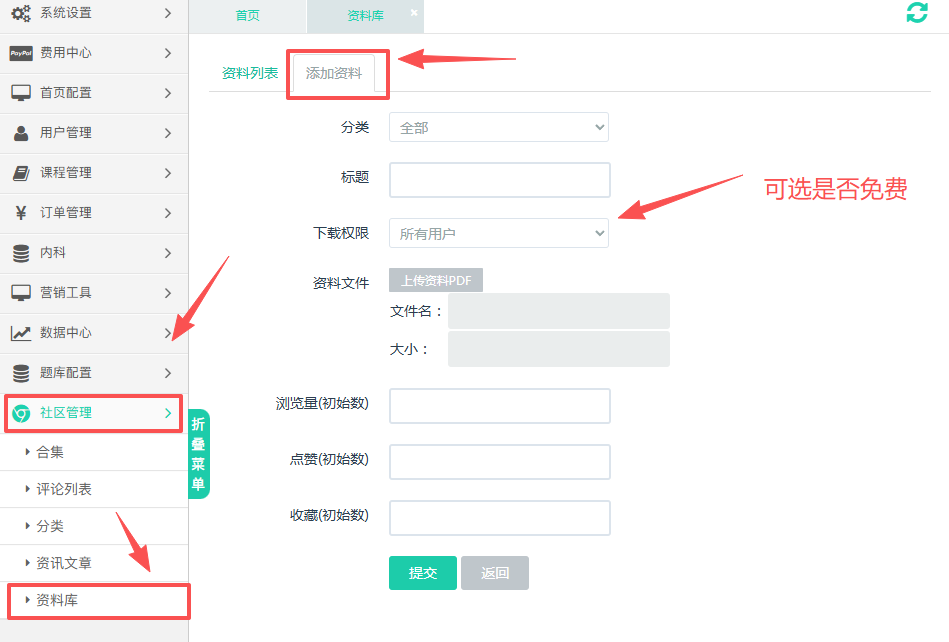 系统设置
PayPal 费用中心
首页配置
用户管理
课程管理
¥ 订单管理
内科
营销工具
数据中心
题库配置
社区管理
合集
评论列表
分类
资讯文章
资料库
折叠菜单
首页
资料库 ×
资料列表
添加资料
分类 全部
标题
下载权限 所有用户
可选是否免费
资料文件 上传资料PDF
文件名：
大小：
浏览量(初始数)
点赞(初始数)
收藏(初始数)
提交 返回